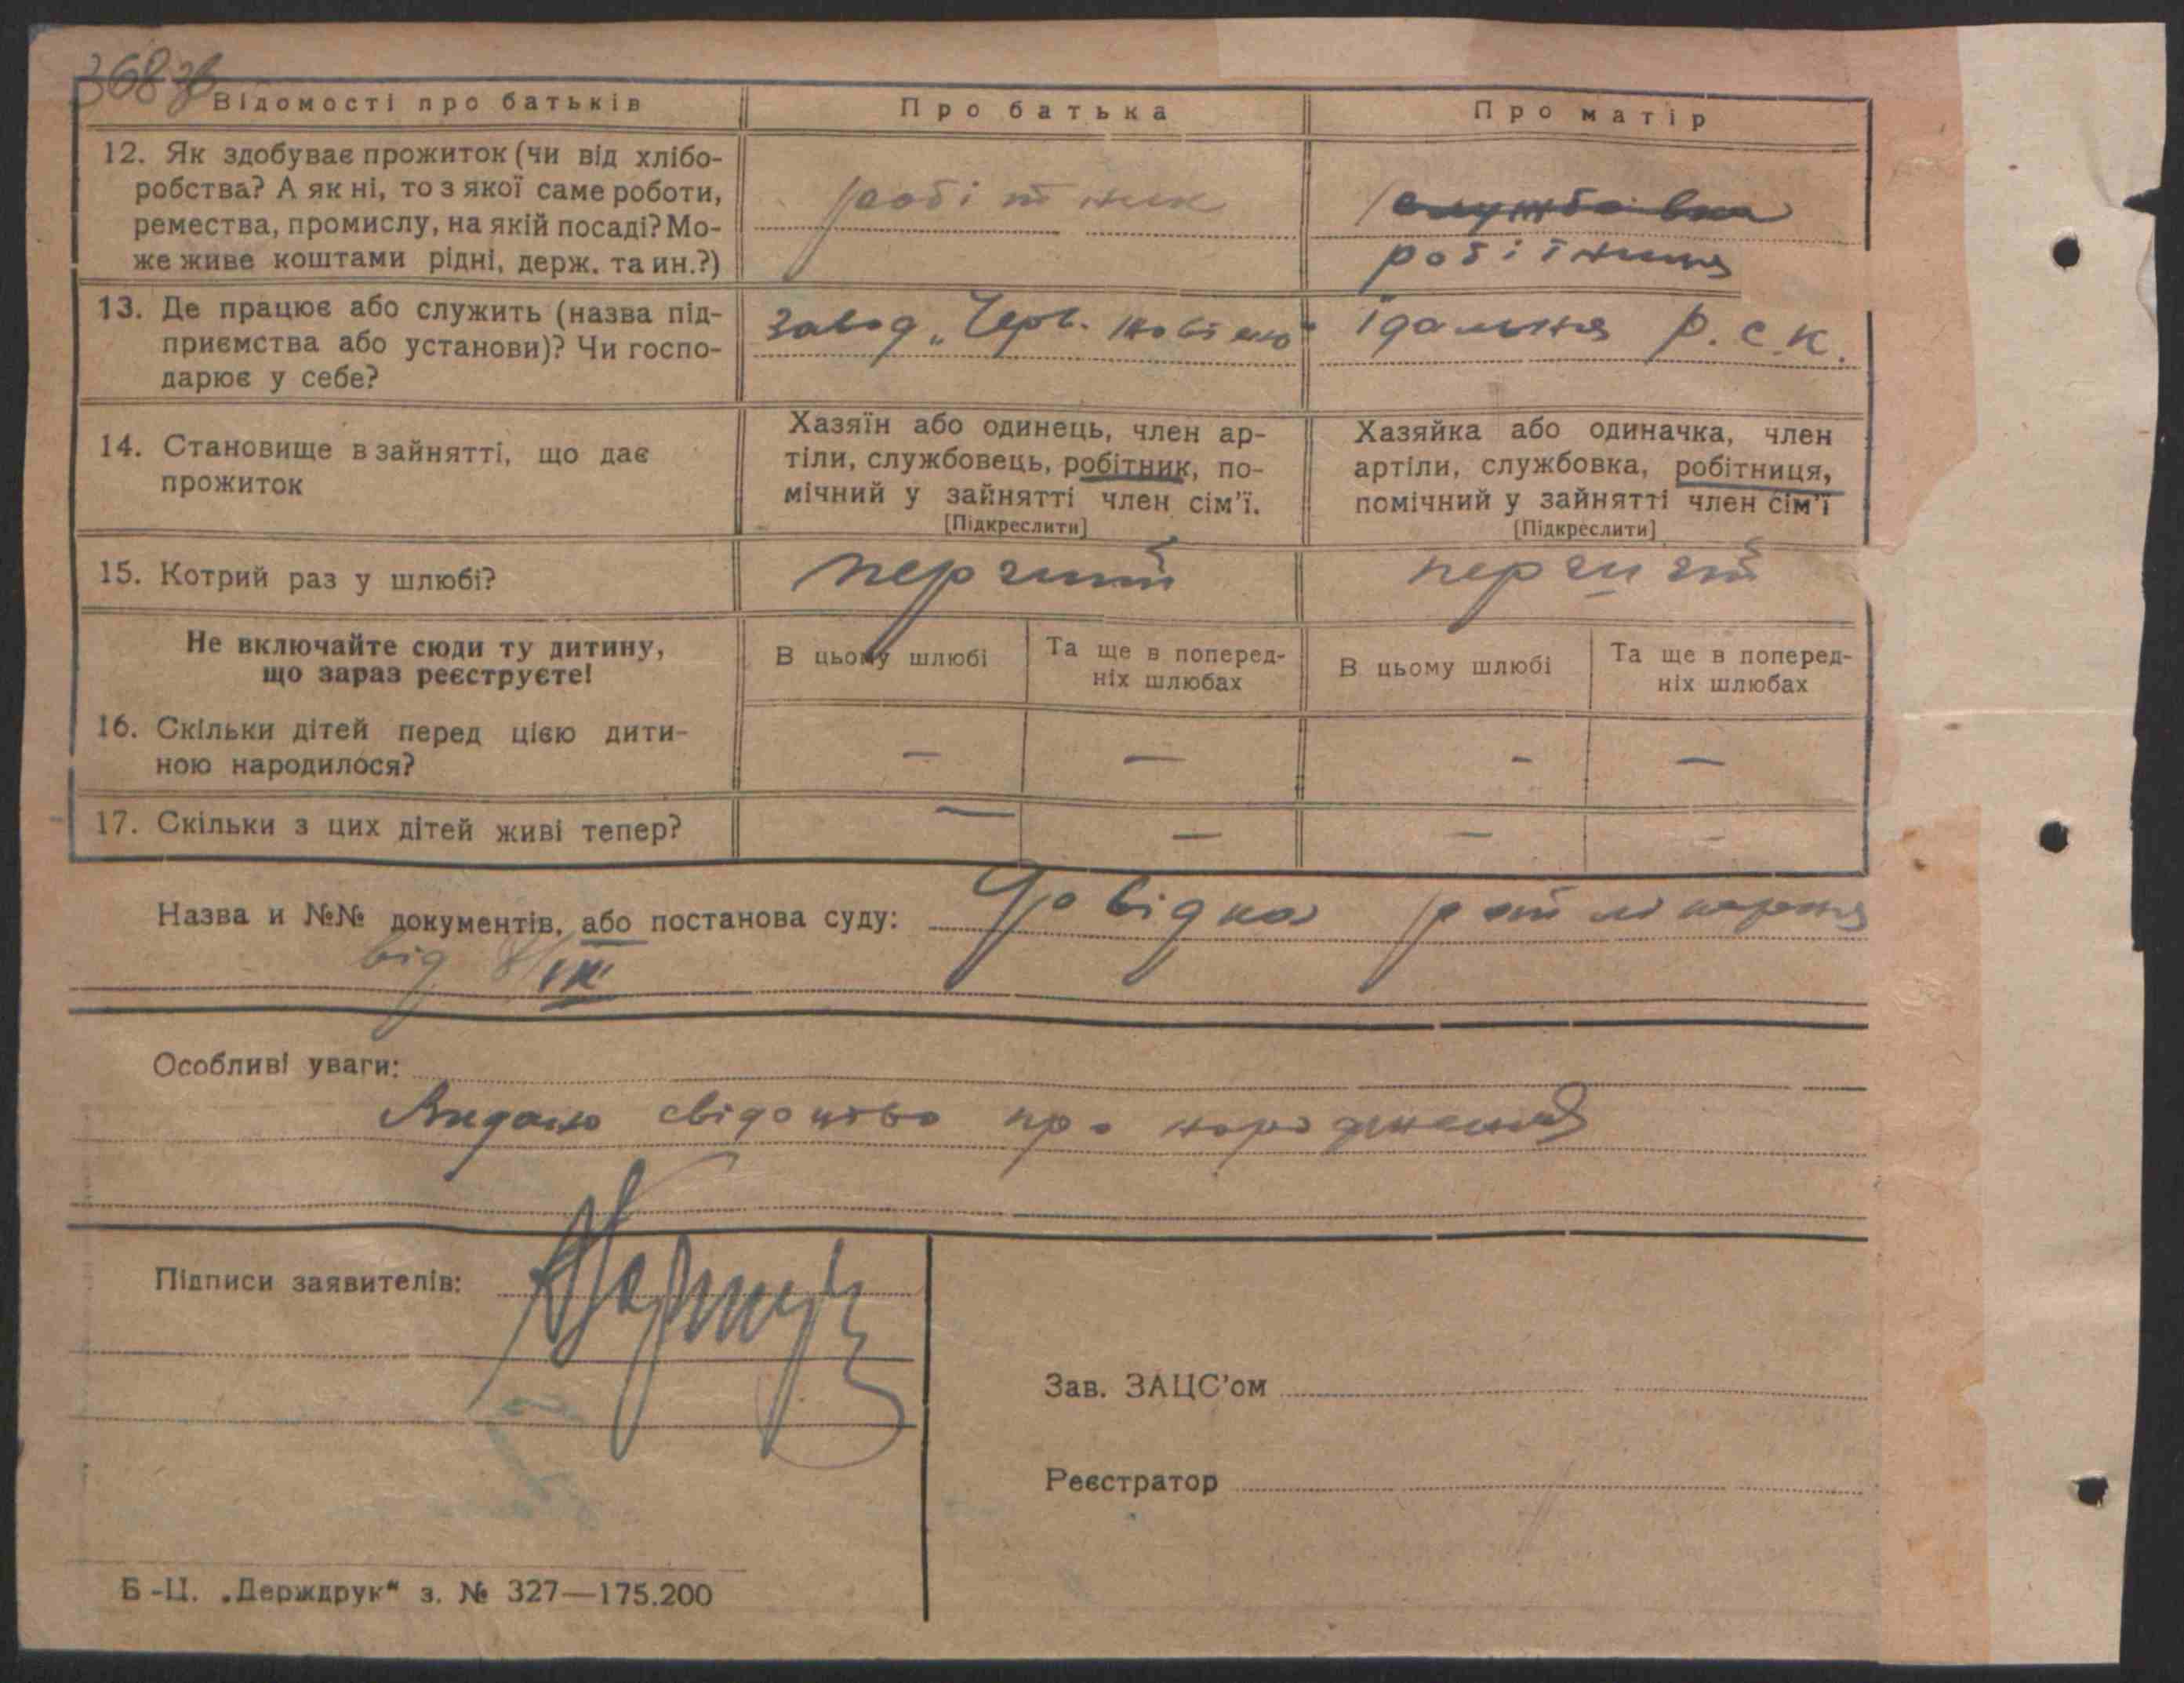 368 зв
Відомості про батьків
Про батька
Про матір
12. Як здобуває прожиток (чи від хлібо-
робства? А як ні, то з якої саме роботи,
ремества, промислу, на якій посаді? Мо-
же живе коштами рідні, держ. та ин.?)
робітник
службовка
робітниця
13. Де працює або служить (назва під-
приємства або установи)? Чи госпо-
дарює у себе?
завод „Черв.
їдальня Р.С.К.
14. Становище в зайнятті, що дає
прожиток
Хазяїн або одинець, член ар-
тіли, службовець, робітник, по-
мічний у зайнятті член сім'ї.
[Підкреслити]
Хазяйка або одиначка, член
артіли, службовка, робітниця,
помічний у зайнятті член сім'ї
[Підкреслити]
15. Котрий раз у шлюбі?
перший
перший
Не включайте сюди ту дитину,
що зараз реєструєте!
В цьому шлюбі
Та ще в поперед-
ніх шлюбах
В цьому шлюбі
Та ще в поперед-
ніх шлюбах
16. Скільки дітей перед цією дити-
ною народилося?
— — - —
17. Скільки з цих дітей живі тепер?
— — — -
Назва и №№ документів, або постанова суду: Довідка
від 8/IX
Особливі уваги:
Видано свідоцтво про народження
Підписи заявителів:
Зав. ЗАЦС'ом
Реєстратор
Б-Ц. „Держдрук“ з. № 327—175.200